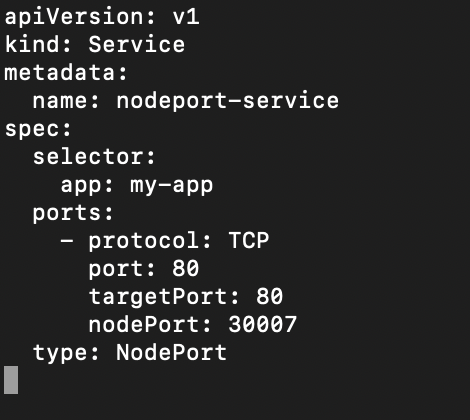 apiVersion: v1
kind: Service
metadata:
  name: nodeport-service
spec:
  selector:
    app: my-app
  ports:
    - protocol: TCP
      port: 80
      targetPort: 80
      nodePort: 30007
  type: NodePort